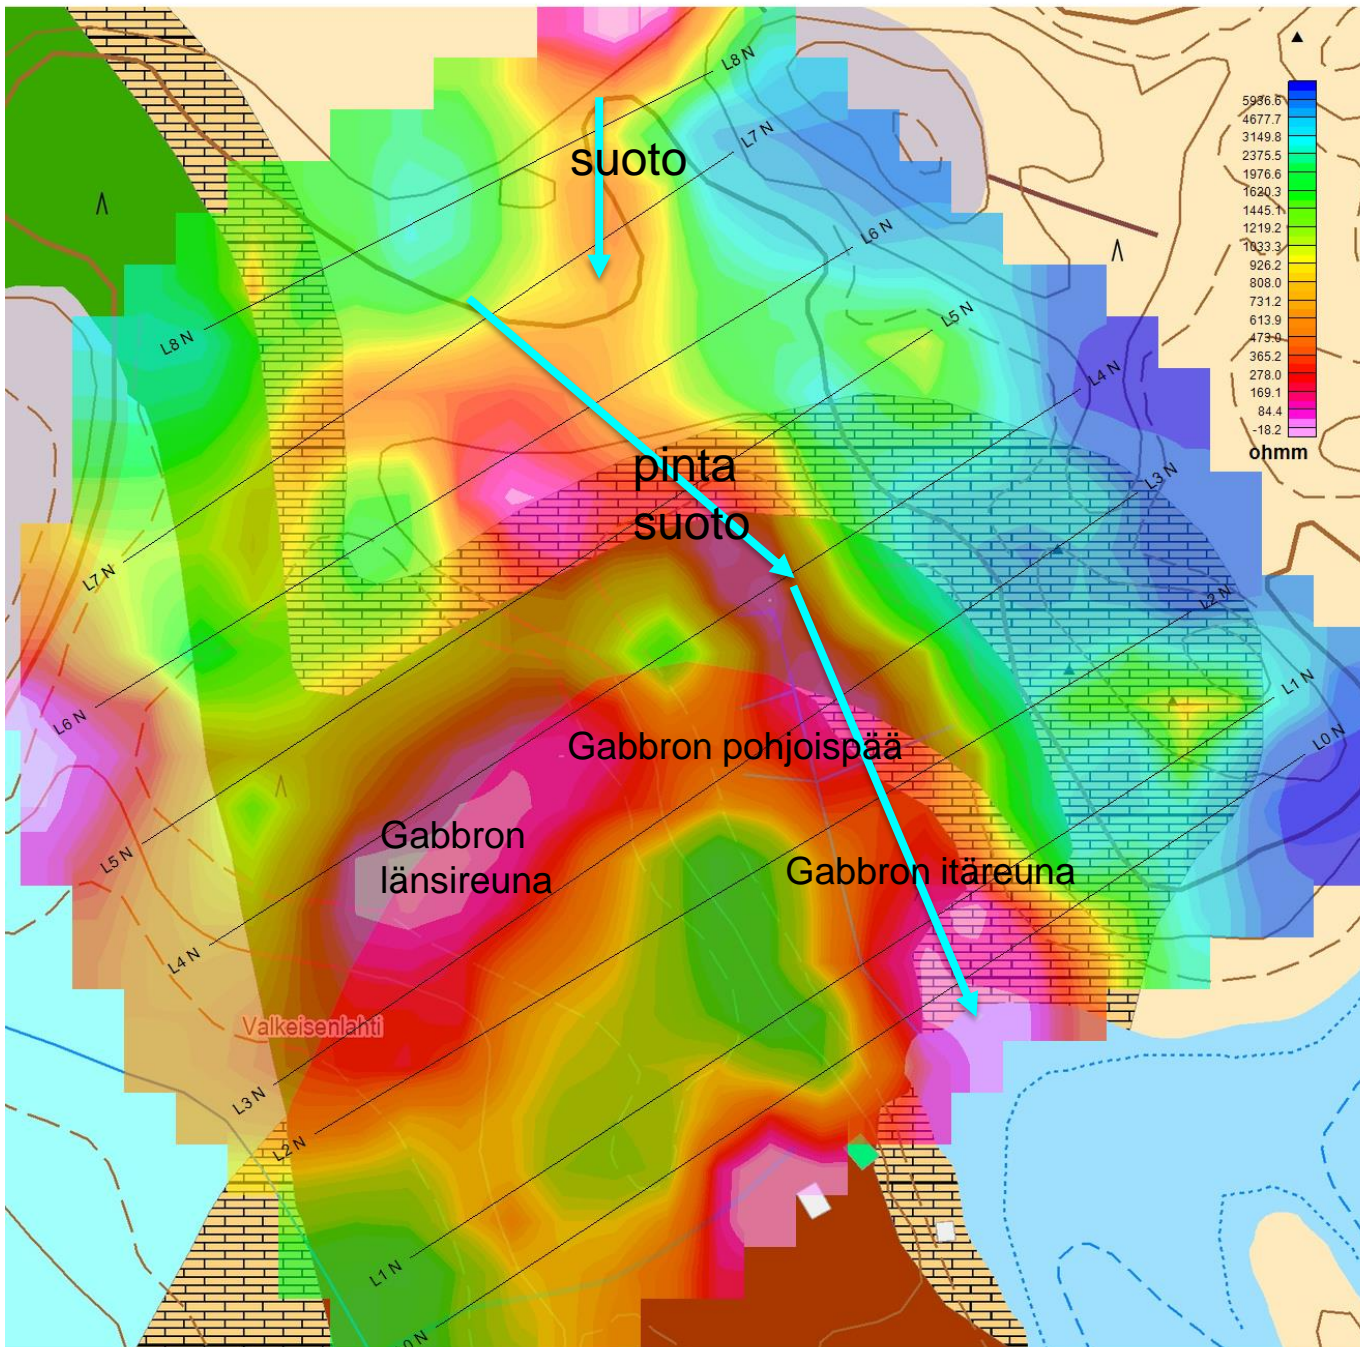 L8 N
L7 N
5936.6
4677.7
3149.8
2375.5
1976.6
1620.3
1445.1
1219.2
1033.3
926.2
808.0
731.2
613.9
473.0
365.2
278.0
169.1
84.4
-18.2
ohmm
suoto
L6 N
L5 N
L8 N
L4 N
pinta
suoto
L3 N
L7 N
L2 N
L1 N
L6 N
L0 N
Gabbron pohjoispää
Gabbron
länsireuna
L5 N
Gabbron itäreuna
L4 N
Valkeisenlahti
L3 N
L2 N
L1 N
0 N